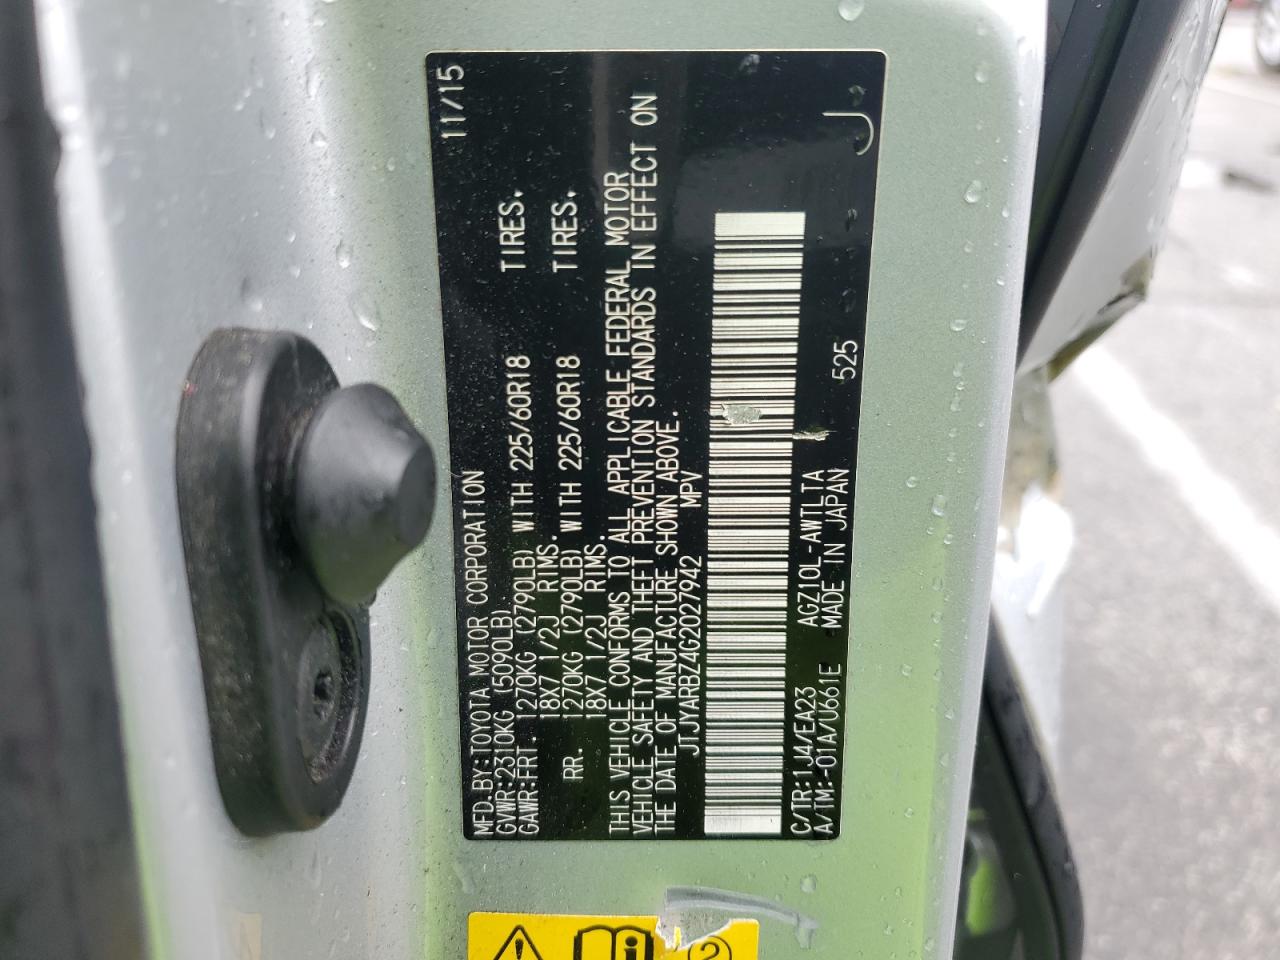 MFD.BY:TOYOTA MOTOR CORPORATION 11/15
GVWR:2310KG (5090LB)
GAWR:FRT. 1270KG (2790LB) WITH 225/60R18 TIRES,
18X7 1/2J RIMS.
RR. 1270KG (2790LB) WITH 225/60R18 TIRES,
18X7 1/2J RIMS.
THIS VEHICLE CONFORMS TO ALL APPLICABLE FEDERAL MOTOR
VEHICLE SAFETY AND THEFT PREVENTION STANDARDS IN EFFECT ON
THE DATE OF MANUFACTURE SHOWN ABOVE.
JTJYARBZ4G2027942 MPV
C/TR:1J4/EA23 AGZ10L-AWTLTA 525
A/TM:-01A/U661E MADE IN JAPAN
J
2